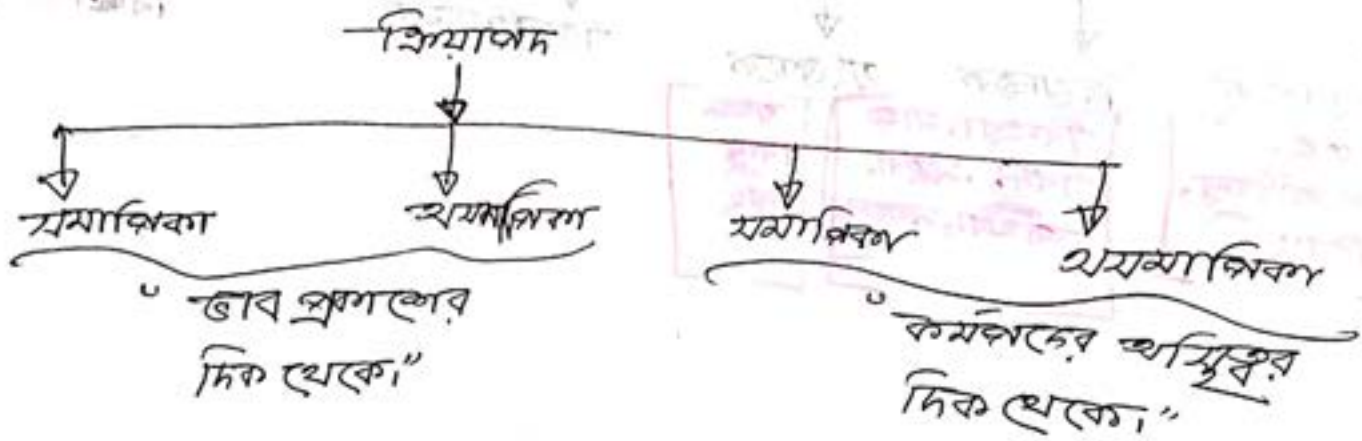 ক্রিয়াপদ
সমাপিকা অসমাপিকা সমাপিকা অসমাপিকা
"ভাব প্রকাশের
দিক থেকে।"
"কর্মপদের অস্তিত্বের
দিক থেকে।"